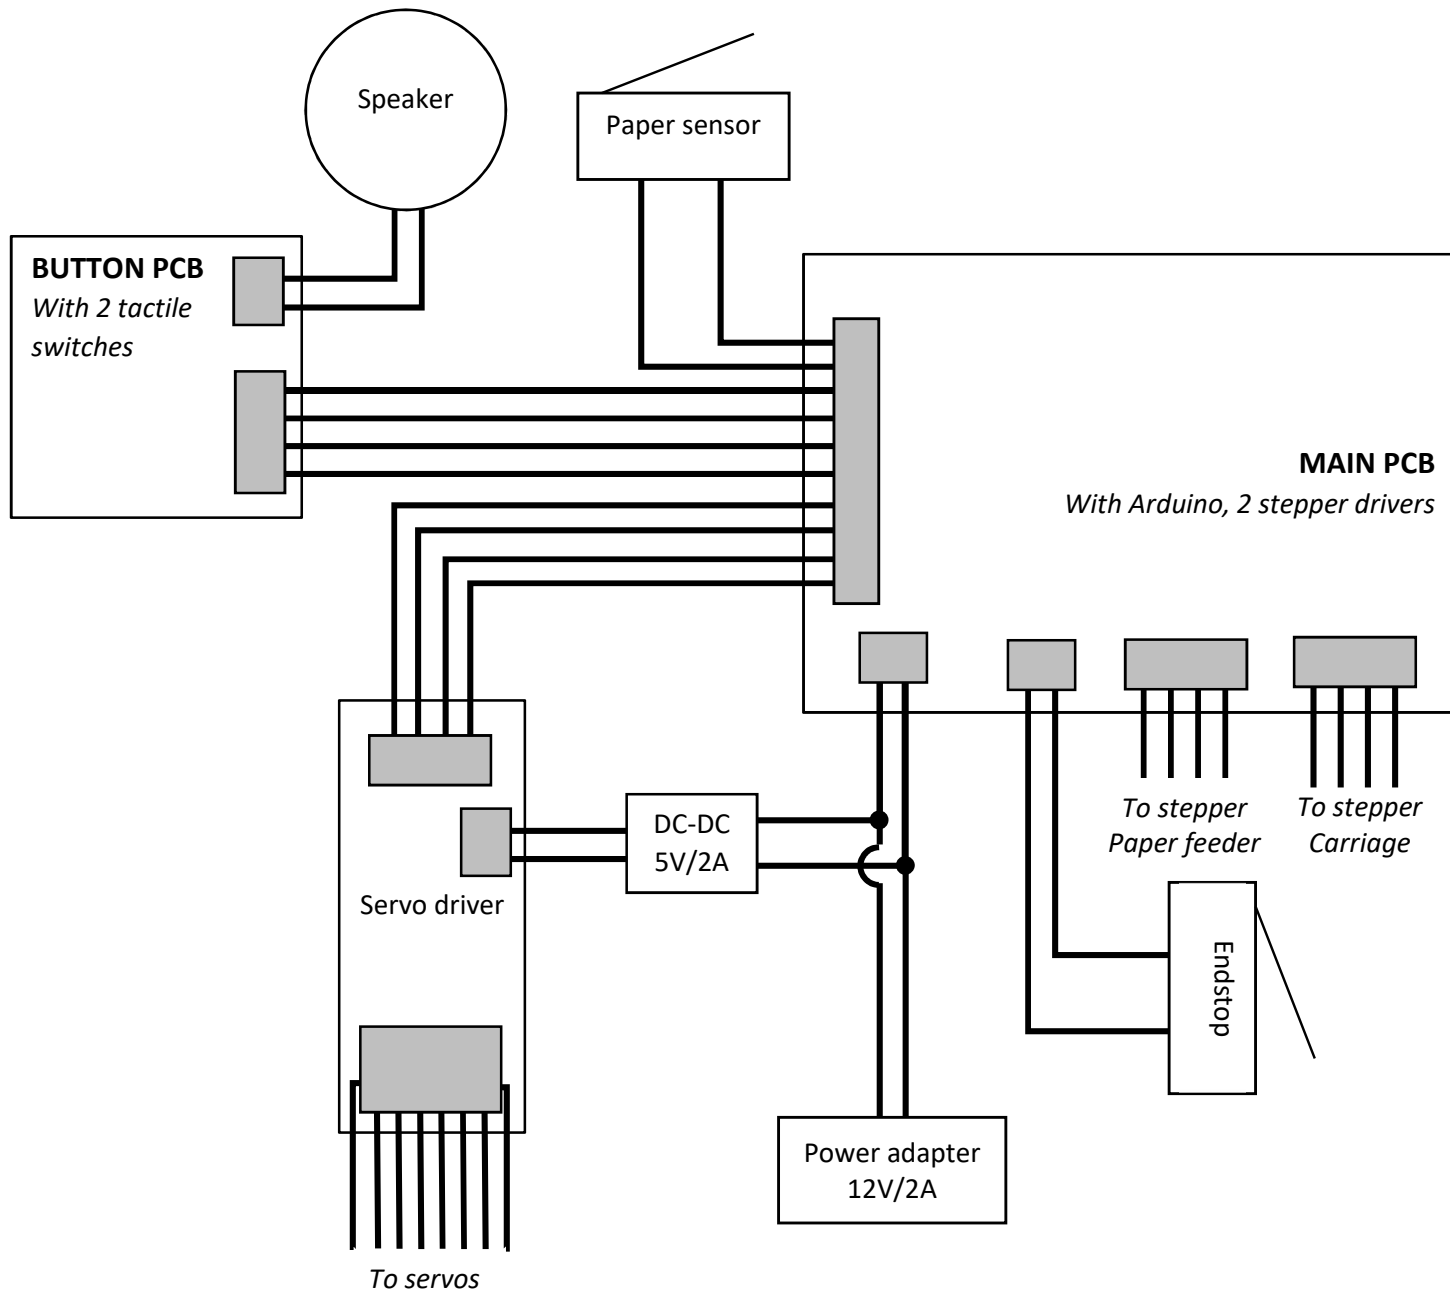 Speaker
Paper sensor
BUTTON PCB
With 2 tactile
switches
MAIN PCB
With Arduino, 2 stepper drivers
DC-DC
5V/2A
To stepper
Paper feeder
To stepper
Carriage
Servo driver
Endstop
Power adapter
12V/2A
To servos